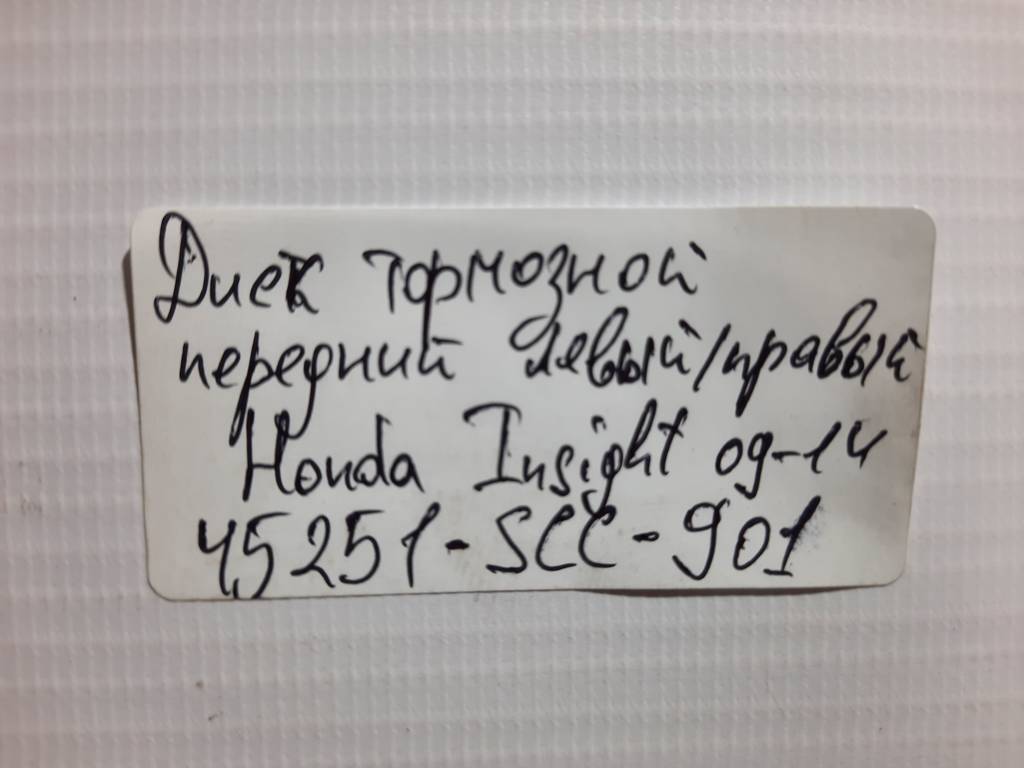 Диск тормозной
передний левый/правый
Honda Insight 09-14
45251-SCC-901